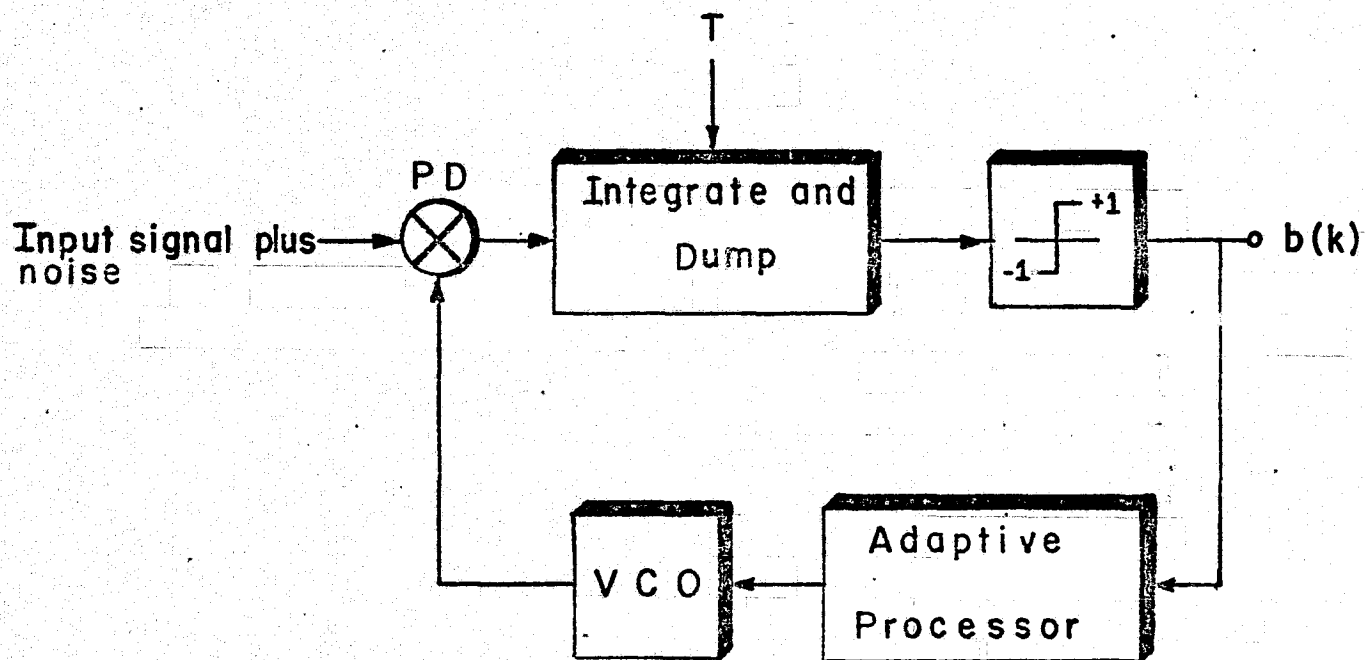 T
PD
Integrate and
Dump
+1
-1
Input signal plus
noise
b(k)
VCO
Adaptive
Processor